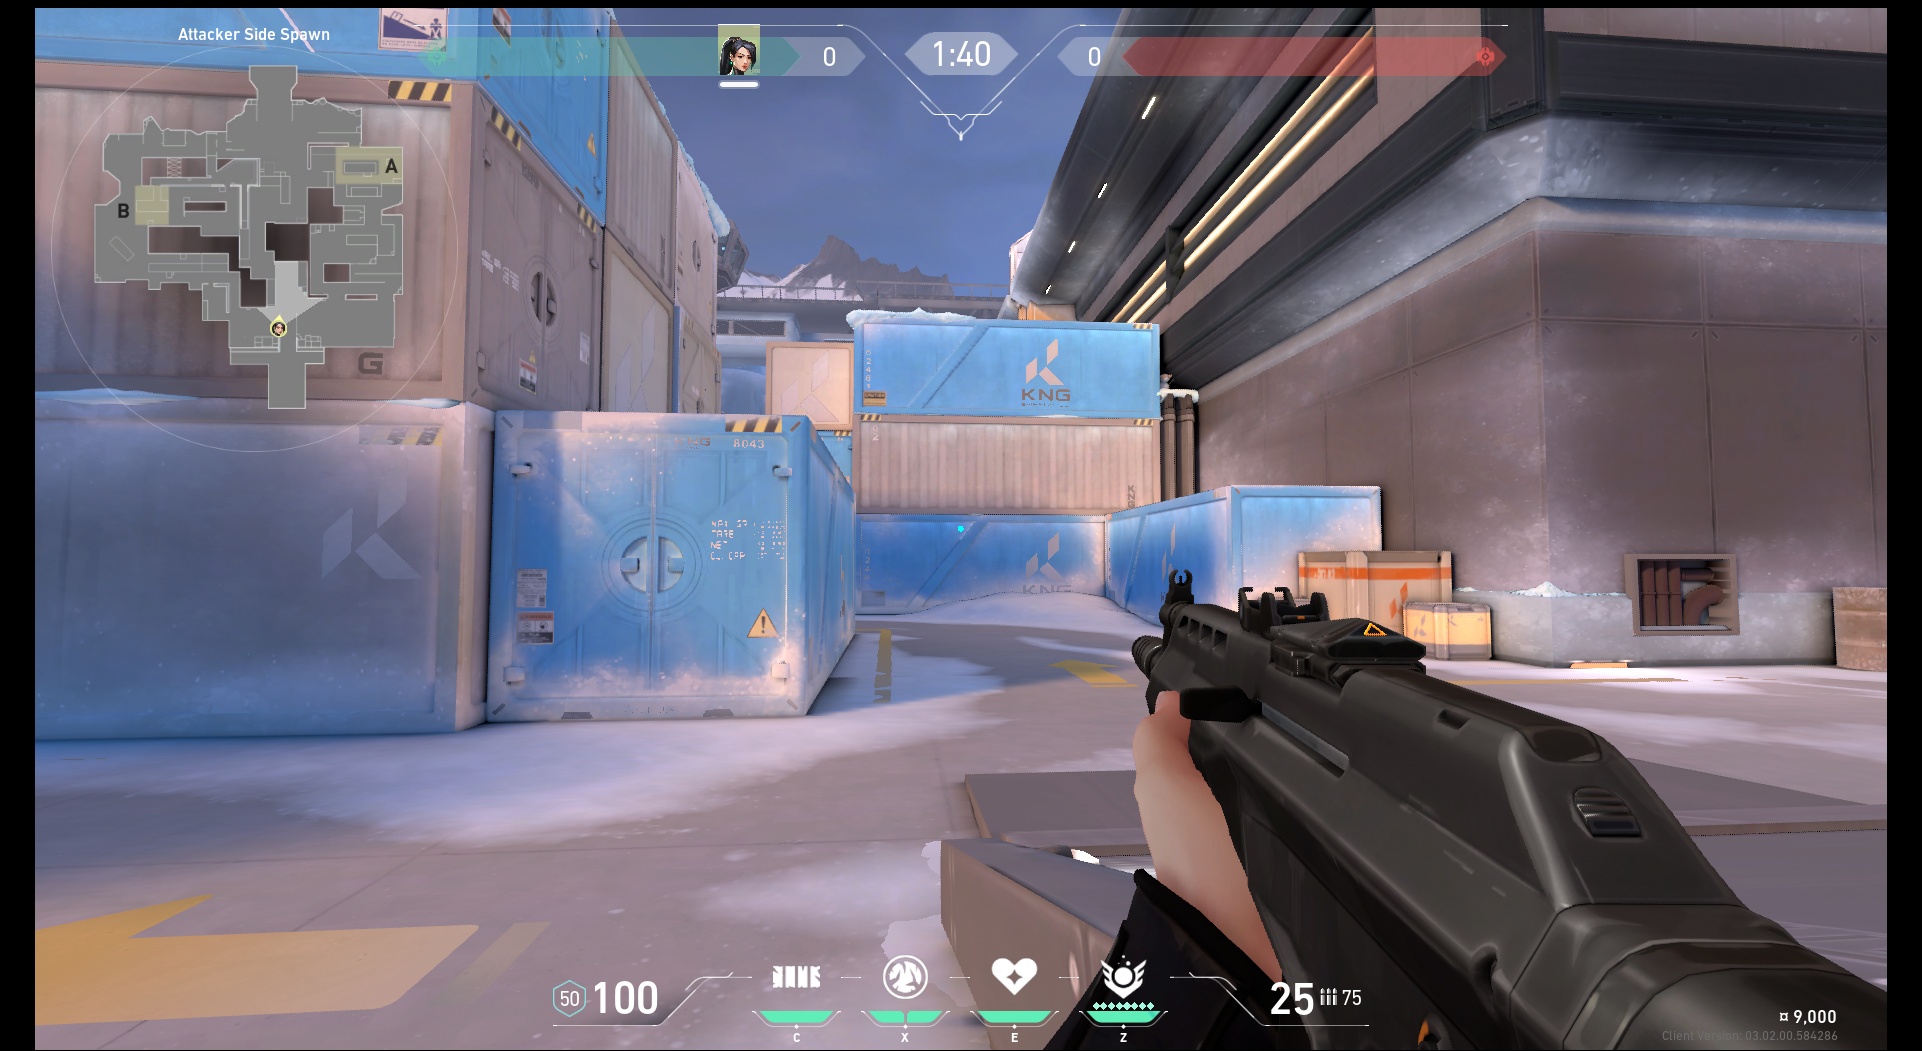 Attacker Side Spawn
0
1:40
0
A
B
G
KNG
8043
KNG
50
100
25
75
C
X
E
Z
¤ 9,000
Client Version: 03.02.00.584286